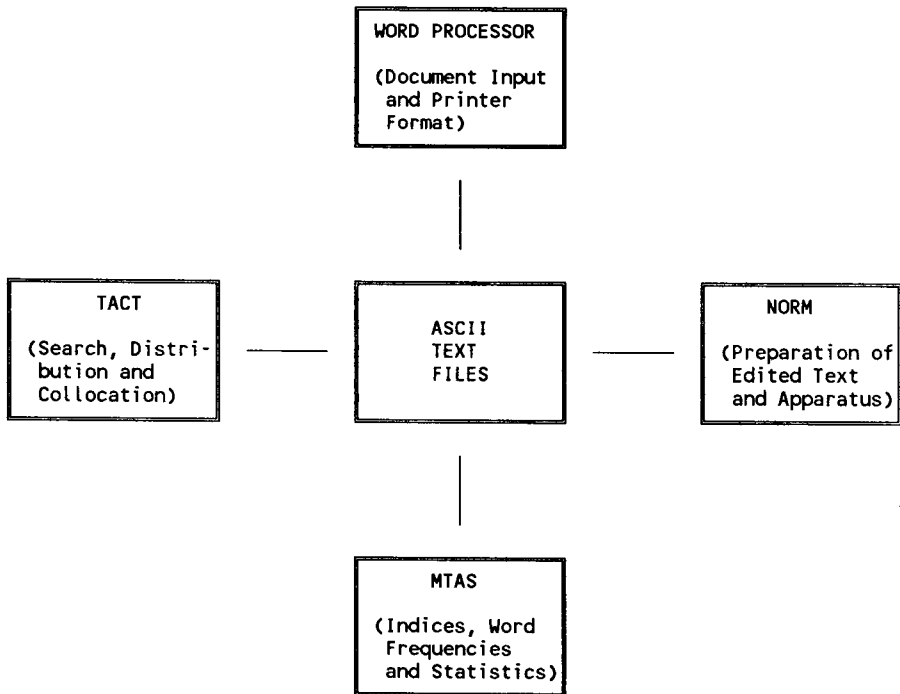 WORD PROCESSOR
(Document Input
and Printer
Format)
TACT
(Search, Distri-
bution and
Collocation)
ASCII
TEXT
FILES
NORM
(Preparation of
Edited Text
and Apparatus)
MTAS
(Indices, Word
Frequencies
and Statistics)